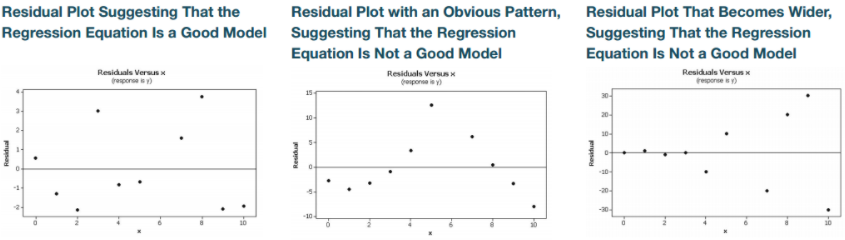 Residual Plot Suggesting That the
Regression Equation Is a Good Model
Residuals Versus x
(response is y)
4
3
2
1
0
-1
-2
Residual
0
2
4
6
8
10
x
Residual Plot with an Obvious Pattern,
Suggesting That the Regression
Equation Is Not a Good Model
Residuals Versus x
(response is y)
15
10
5
0
-5
-10
Residual
0
2
4
6
8
10
x
Residual Plot That Becomes Wider,
Suggesting That the Regression
Equation Is Not a Good Model
Residuals Versus x
(response is y)
30
20
10
0
-10
-20
-30
Residual
0
2
4
6
8
10
x